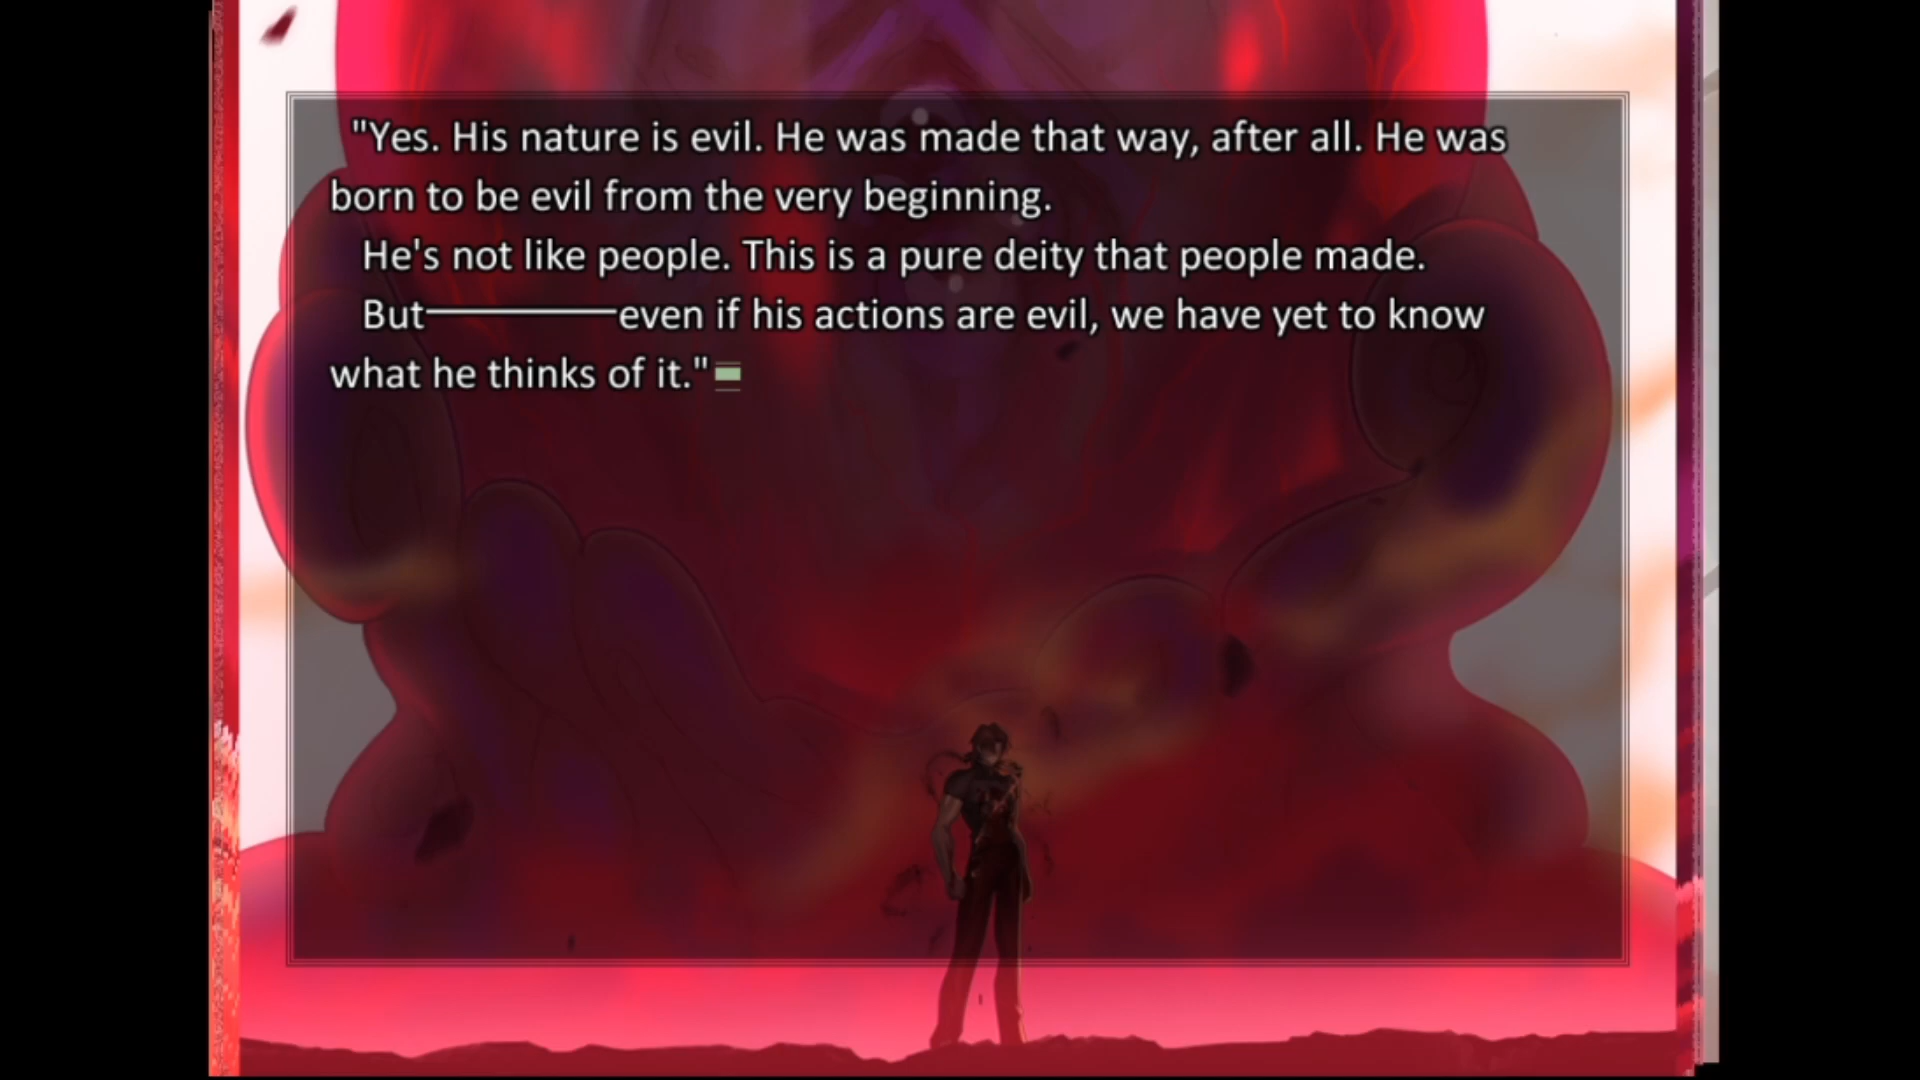 "Yes. His nature is evil. He was made that way, after all. He was
born to be evil from the very beginning.
He's not like people. This is a pure deity that people made.
But――――even if his actions are evil, we have yet to know
what he thinks of it."